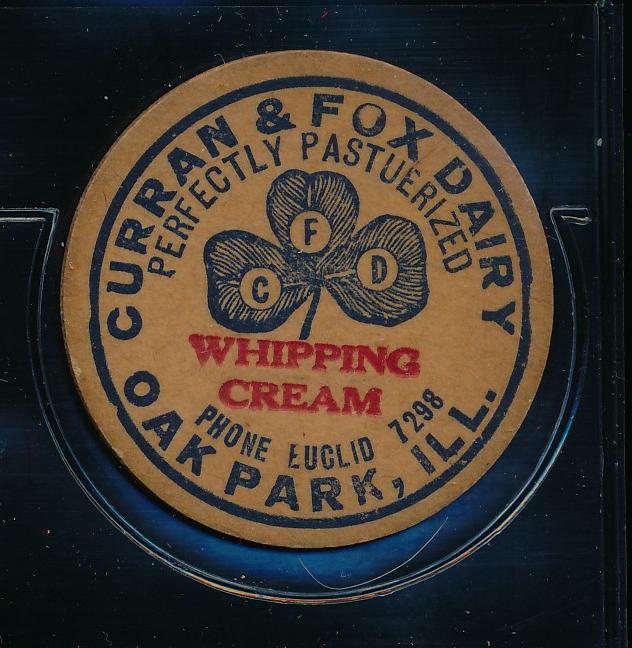 CURRAN & FOX DAIRY
PERFECTLY PASTUERIZED
F
C D
WHIPPING
CREAM
PHONE EUCLID 7298
OAK PARK, ILL.